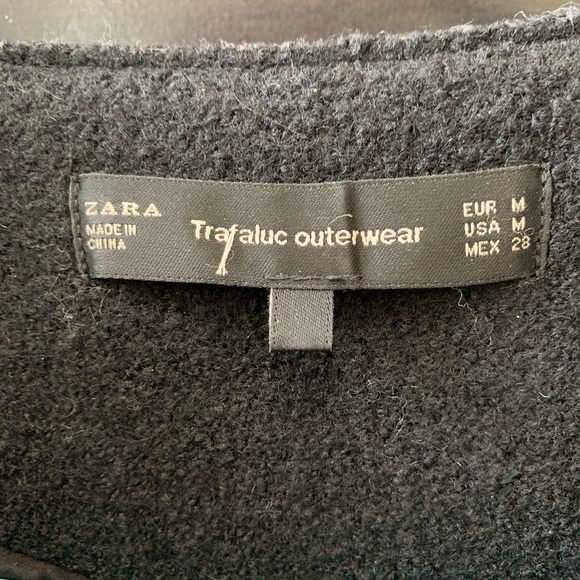 ZARA
MADE IN
CHINA
Trafaluc outerwear
EUR M
USA M
MEX 28